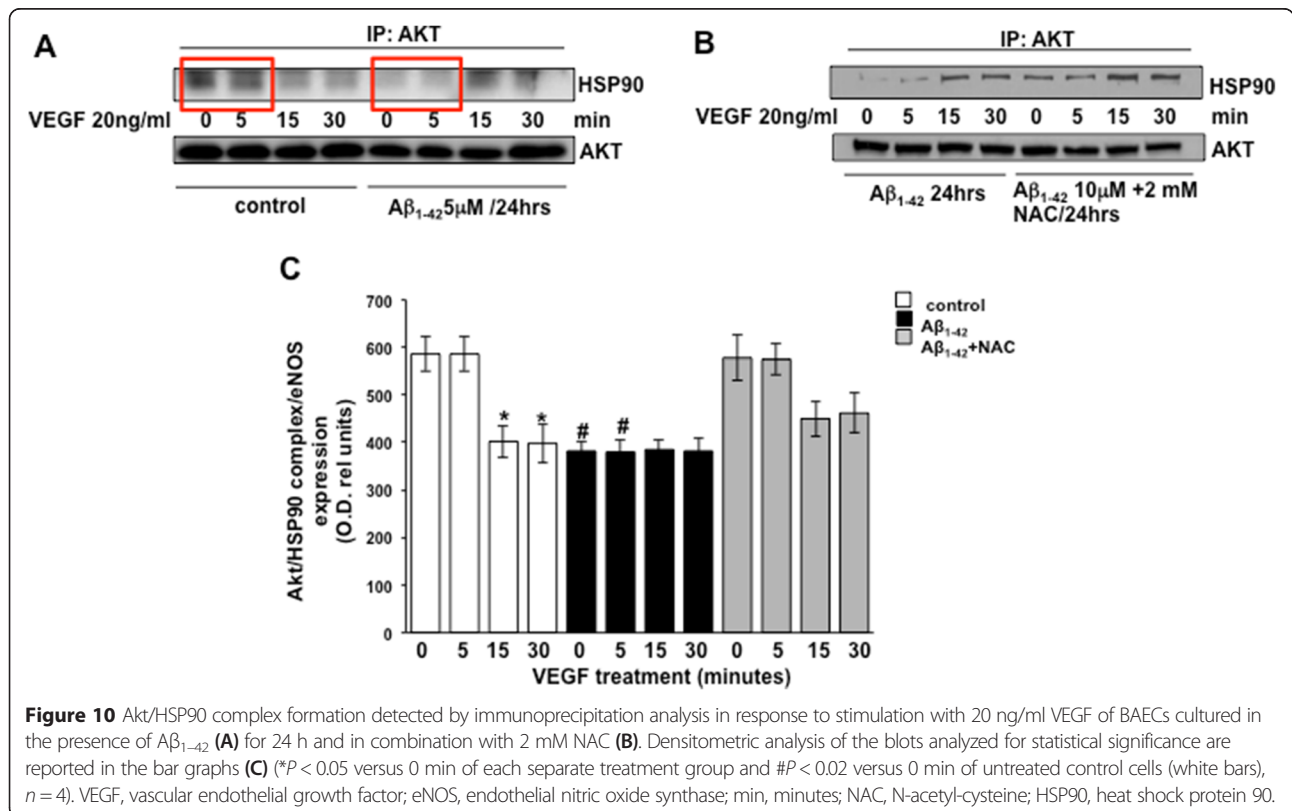 A
IP: AKT
HSP90
VEGF 20ng/ml 0 5 15 30 0 5 15 30 min
AKT
control Aβ₁₋₄₂5μM /24hrs
B
IP: AKT
HSP90
0 5 15 30 0 5 15 30
VEGF 20ng/ml min
AKT
Aβ₁₋₄₂ 24hrs
Aβ₁₋₄₂ 10μM +2 mM
NAC/24hrs
C
control
Aβ₁₋₄₂
Aβ₁₋₄₂+NAC
Akt/HSP90 complex/eNOS
expression
(O.D. rel units)
700
600
500
400
300
200
100
0
* * # #
0 5 15 30 0 5 15 30 0 5 15 30
VEGF treatment (minutes)
Figure 10 Akt/HSP90 complex formation detected by immunoprecipitation analysis in response to stimulation with 20 ng/ml VEGF of BAECs cultured in
the presence of Aβ₁₋₄₂ (A) for 24 h and in combination with 2 mM NAC (B). Densitometric analysis of the blots analyzed for statistical significance are
reported in the bar graphs (C) (*P < 0.05 versus 0 min of each separate treatment group and #P < 0.02 versus 0 min of untreated control cells (white bars),
n = 4). VEGF, vascular endothelial growth factor; eNOS, endothelial nitric oxide synthase; min, minutes; NAC, N-acetyl-cysteine; HSP90, heat shock protein 90.